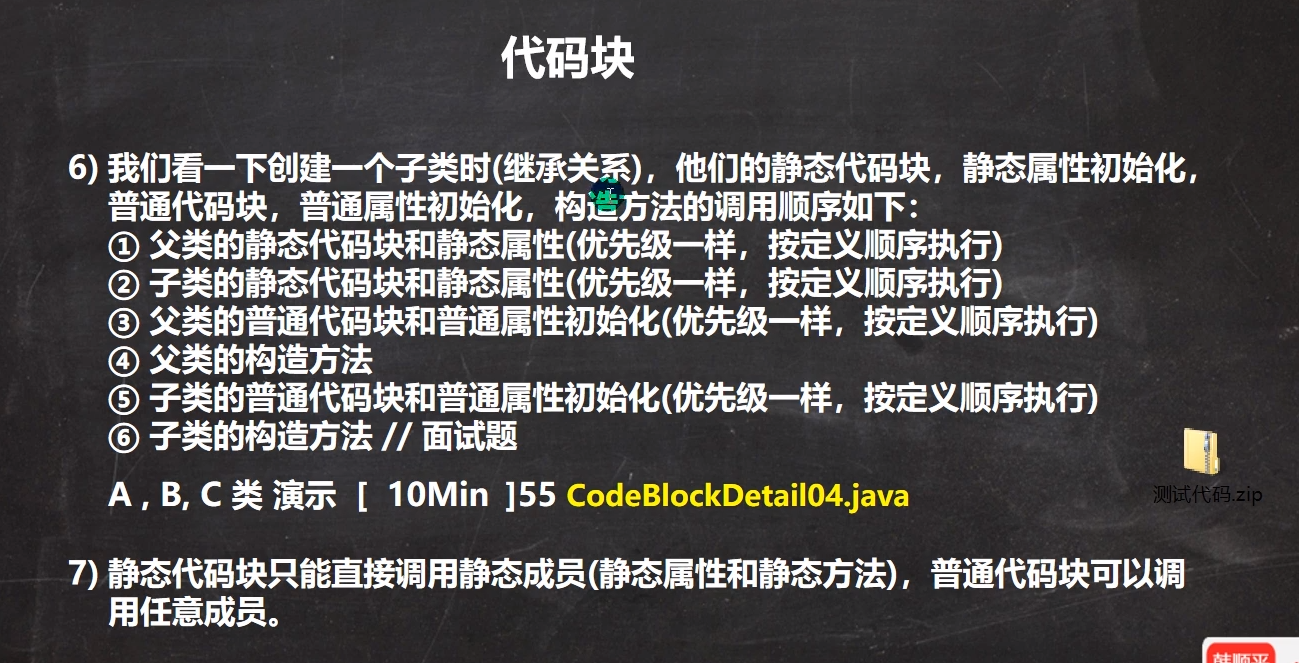 代码块
6) 我们看一下创建一个子类时(继承关系)，他们的静态代码块，静态属性初始化，
普通代码块，普通属性初始化，构造方法的调用顺序如下：
① 父类的静态代码块和静态属性(优先级一样，按定义顺序执行)
② 子类的静态代码块和静态属性(优先级一样，按定义顺序执行)
③ 父类的普通代码块和普通属性初始化(优先级一样，按定义顺序执行)
④ 父类的构造方法
⑤ 子类的普通代码块和普通属性初始化(优先级一样，按定义顺序执行)
⑥ 子类的构造方法 // 面试题
测试代码.zip
A , B, C 类 演示 [ 10Min ]55 CodeBlockDetail04.java
7) 静态代码块只能直接调用静态成员(静态属性和静态方法)，普通代码块可以调
用任意成员。
韩顺平